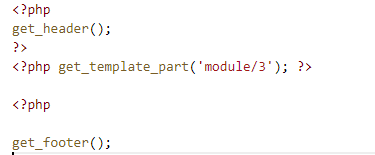 <?php
get_header();
?>
<?php get_template_part('module/3'); ?>
<?php
get_footer();